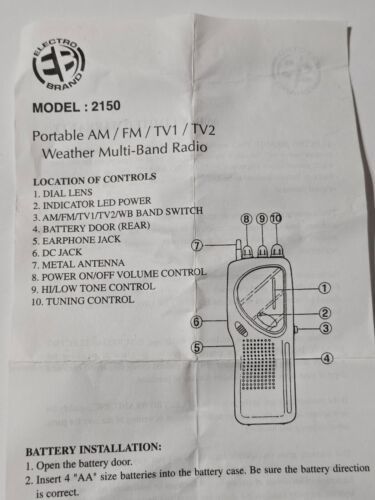 ELECTRO
BRAND
MODEL : 2150
Portable AM / FM / TV1 / TV2
Weather Multi-Band Radio
LOCATION OF CONTROLS
1. DIAL LENS
2. INDICATOR LED POWER
3. AM/FM/TV1/TV2/WB BAND SWITCH
4. BATTERY DOOR (REAR)
5. EARPHONE JACK
6. DC JACK
7. METAL ANTENNA
8. POWER ON/OFF VOLUME CONTROL
9. HI/LOW TONE CONTROL
10. TUNING CONTROL
8 9 10
7
1
2
6
3
5
4
BATTERY INSTALLATION:
1. Open the battery door.
2. Insert 4 "AA" size batteries into the battery case. Be sure the battery direction
is correct.